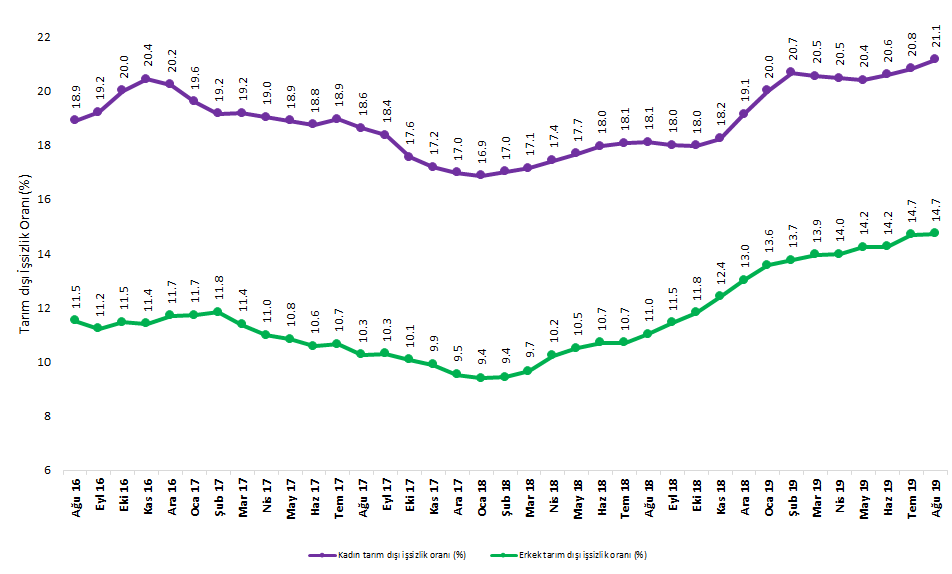 22
20
18
16
14
12
10
8
6
Tarım dışı İşsizlik Oranı (%)
18.9 19.2 20.0 20.4 20.2 19.6 19.2 19.2 19.0 18.9 18.8 18.9 18.6 18.4 17.6 17.2 17.0 16.9 17.0 17.1 17.4 17.7 18.0 18.1 18.1 18.0 18.0 18.2 19.1 20.0 20.7 20.5 20.5 20.4 20.6 20.8 21.1
11.5 11.2 11.5 11.4 11.7 11.7 11.8 11.4 11.0 10.8 10.6 10.7 10.3 10.3 10.1 9.9 9.5 9.4 9.4 9.7 10.2 10.5 10.7 10.7 11.0 11.5 11.8 12.4 13.0 13.6 13.7 13.9 14.0 14.2 14.2 14.7 14.7
Ağu 16 Eyl 16 Eki 16 Kas 16 Ara 16 Oca 17 Şub 17 Mar 17 Nis 17 May 17 Haz 17 Tem 17 Ağu 17 Eyl 17 Eki 17 Kas 17 Ara 17 Oca 18 Şub 18 Mar 18 Nis 18 May 18 Haz 18 Tem 18 Ağu 18 Eyl 18 Eki 18 Kas 18 Ara 18 Oca 19 Şub 19 Mar 19 Nis 19 May 19 Haz 19 Tem 19 Ağu 19
Kadın tarım dışı işsizlik oranı (%) Erkek tarım dışı işsizlik oranı (%)